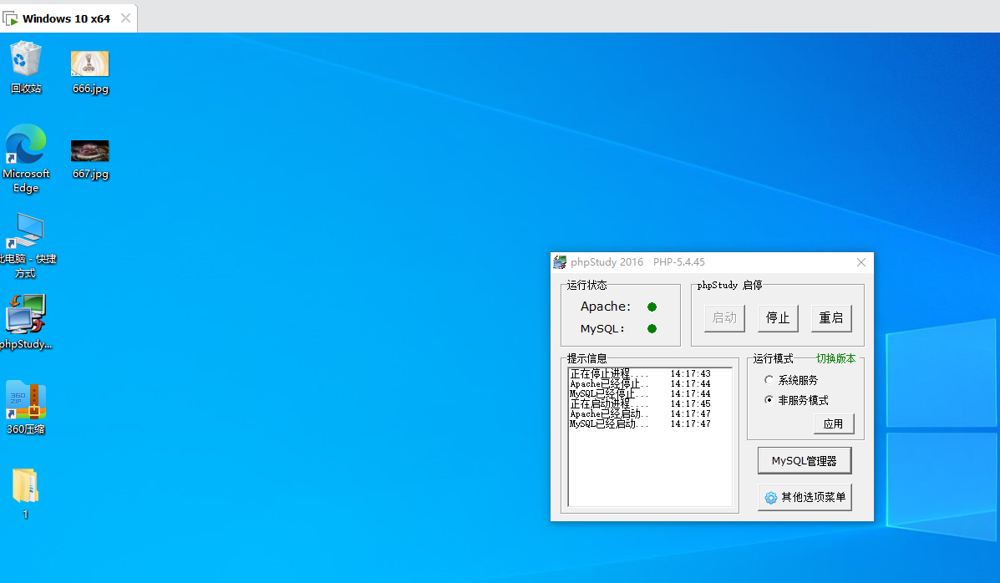 Windows 10 x64
回收站
666.jpg
Microsoft
Edge
667.jpg
此电脑 - 快捷
方式
phpStudy...
360
ZIP
360压缩
1
phpStudy 2016 PHP-5.4.45
运行状态
Apache:
MySQL:
phpStudy 启停
启动
停止
重启
提示信息
正在停止进程.... 14:17:43
Apache已经停止.. 14:17:44
MySQL已经停止... 14:17:44
正在启动进程.... 14:17:45
Apache已经启动.. 14:17:47
MySQL已经启动... 14:17:47
运行模式 切换版本
系统服务
非服务模式
应用
MySQL管理器
其他选项菜单